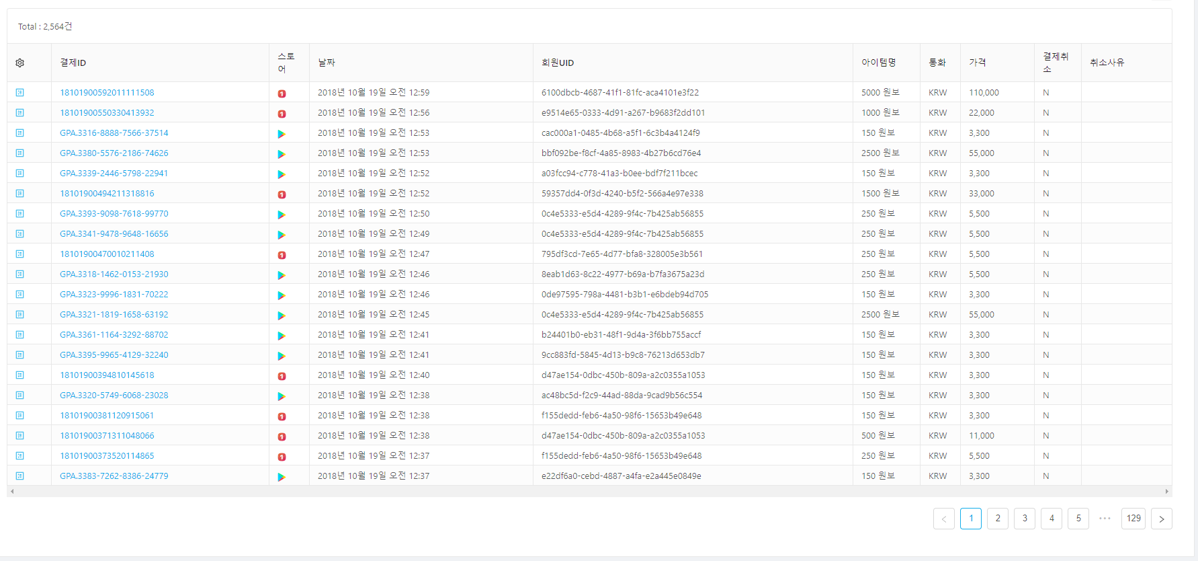 Total : 2,564건
결제ID 스토어 날짜 회원UID 아이템명 통화 가격 결제취소 취소사유
18101900592011111508 1 2018년 10월 19일 오전 12:59 6100dbcb-4687-41f1-81fc-aca4101e3f22 5000 원보 KRW 110,000 N
18101900550330413932 1 2018년 10월 19일 오전 12:56 e9514e65-0333-4d91-a267-b9683f2dd101 1000 원보 KRW 22,000 N
GPA.3316-8888-7566-37514 2018년 10월 19일 오전 12:53 cac000a1-0485-4b68-a5f1-6c3b4a4124f9 150 원보 KRW 3,300 N
GPA.3380-5576-2186-74626 2018년 10월 19일 오전 12:53 bbf092be-f8cf-4a85-8983-4b27b6cd76e4 2500 원보 KRW 55,000 N
GPA.3339-2446-5798-22941 2018년 10월 19일 오전 12:52 a03fcc94-c778-41a3-b0ee-bdf7f211bcec 150 원보 KRW 3,300 N
18101900494211318816 1 2018년 10월 19일 오전 12:52 59357dd4-0f3d-4240-b5f2-566a4e97e338 1500 원보 KRW 33,000 N
GPA.3393-9098-7618-99770 2018년 10월 19일 오전 12:50 0c4e5333-e5d4-4289-9f4c-7b425ab56855 250 원보 KRW 5,500 N
GPA.3341-9478-9648-16656 2018년 10월 19일 오전 12:49 0c4e5333-e5d4-4289-9f4c-7b425ab56855 250 원보 KRW 5,500 N
18101900470010211408 1 2018년 10월 19일 오전 12:47 795df3cd-7e65-4d77-bfa8-328005e3b561 250 원보 KRW 5,500 N
GPA.3318-1462-0153-21930 2018년 10월 19일 오전 12:46 8eab1d63-8c22-4977-b69a-b7fa3675a23d 250 원보 KRW 5,500 N
GPA.3323-9996-1831-70222 2018년 10월 19일 오전 12:46 0de97595-798a-4481-b3b1-e6bdeb94d705 150 원보 KRW 3,300 N
GPA.3321-1819-1658-63192 2018년 10월 19일 오전 12:45 0c4e5333-e5d4-4289-9f4c-7b425ab56855 2500 원보 KRW 55,000 N
GPA.3361-1164-3292-88702 2018년 10월 19일 오전 12:41 b24401b0-eb31-48f1-9d4a-3f6bb755accf 150 원보 KRW 3,300 N
GPA.3395-9965-4129-32240 2018년 10월 19일 오전 12:41 9cc883fd-5845-4d13-b9c8-76213d653db7 150 원보 KRW 3,300 N
18101900394810145618 1 2018년 10월 19일 오전 12:40 d47ae154-0dbc-450b-809a-a2c0355a1053 150 원보 KRW 3,300 N
GPA.3320-5749-6068-23028 2018년 10월 19일 오전 12:38 ac48bc5d-f2c9-44ad-88da-9cad9b56c554 150 원보 KRW 3,300 N
18101900381120915061 1 2018년 10월 19일 오전 12:38 f155dedd-feb6-4a50-98f6-15653b49e648 150 원보 KRW 3,300 N
18101900371311048066 1 2018년 10월 19일 오전 12:38 d47ae154-0dbc-450b-809a-a2c0355a1053 500 원보 KRW 11,000 N
18101900373520114865 1 2018년 10월 19일 오전 12:37 f155dedd-feb6-4a50-98f6-15653b49e648 250 원보 KRW 5,500 N
GPA.3383-7262-8386-24779 2018년 10월 19일 오전 12:37 e22df6a0-cebd-4887-a4fa-e2a445e0849e 150 원보 KRW 3,300 N
1 2 3 4 5 ••• 129